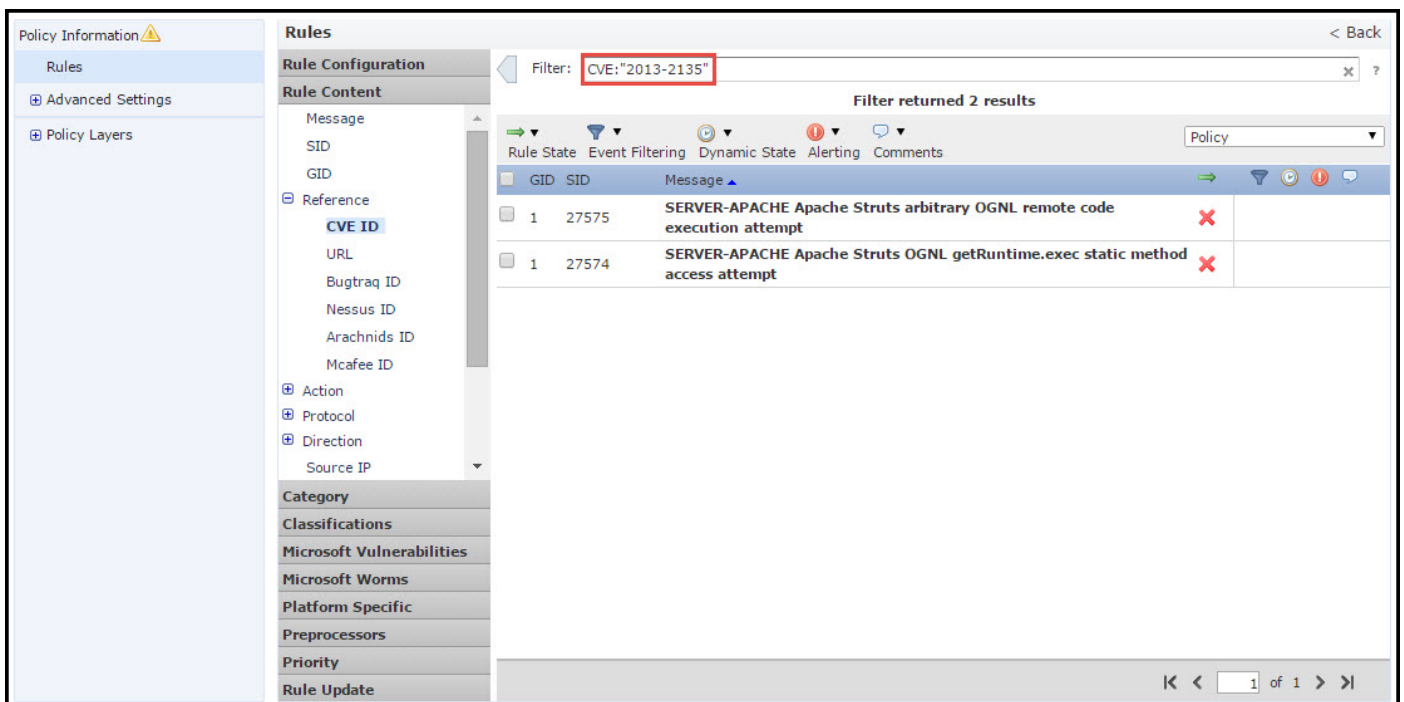 Policy Information
Rules
Advanced Settings
Policy Layers
Rules
< Back
Rule Configuration
Rule Content
Message
SID
GID
Reference
CVE ID
URL
Bugtraq ID
Nessus ID
Arachnids ID
Mcafee ID
Action
Protocol
Direction
Source IP
Category
Classifications
Microsoft Vulnerabilities
Microsoft Worms
Platform Specific
Preprocessors
Priority
Rule Update
Filter: CVE:"2013-2135" ?
Filter returned 2 results
Rule State Event Filtering Dynamic State Alerting Comments
Policy
GID SID Message
1 27575 SERVER-APACHE Apache Struts arbitrary OGNL remote code
execution attempt
1 27574 SERVER-APACHE Apache Struts OGNL getRuntime.exec static method
access attempt
1 of 1